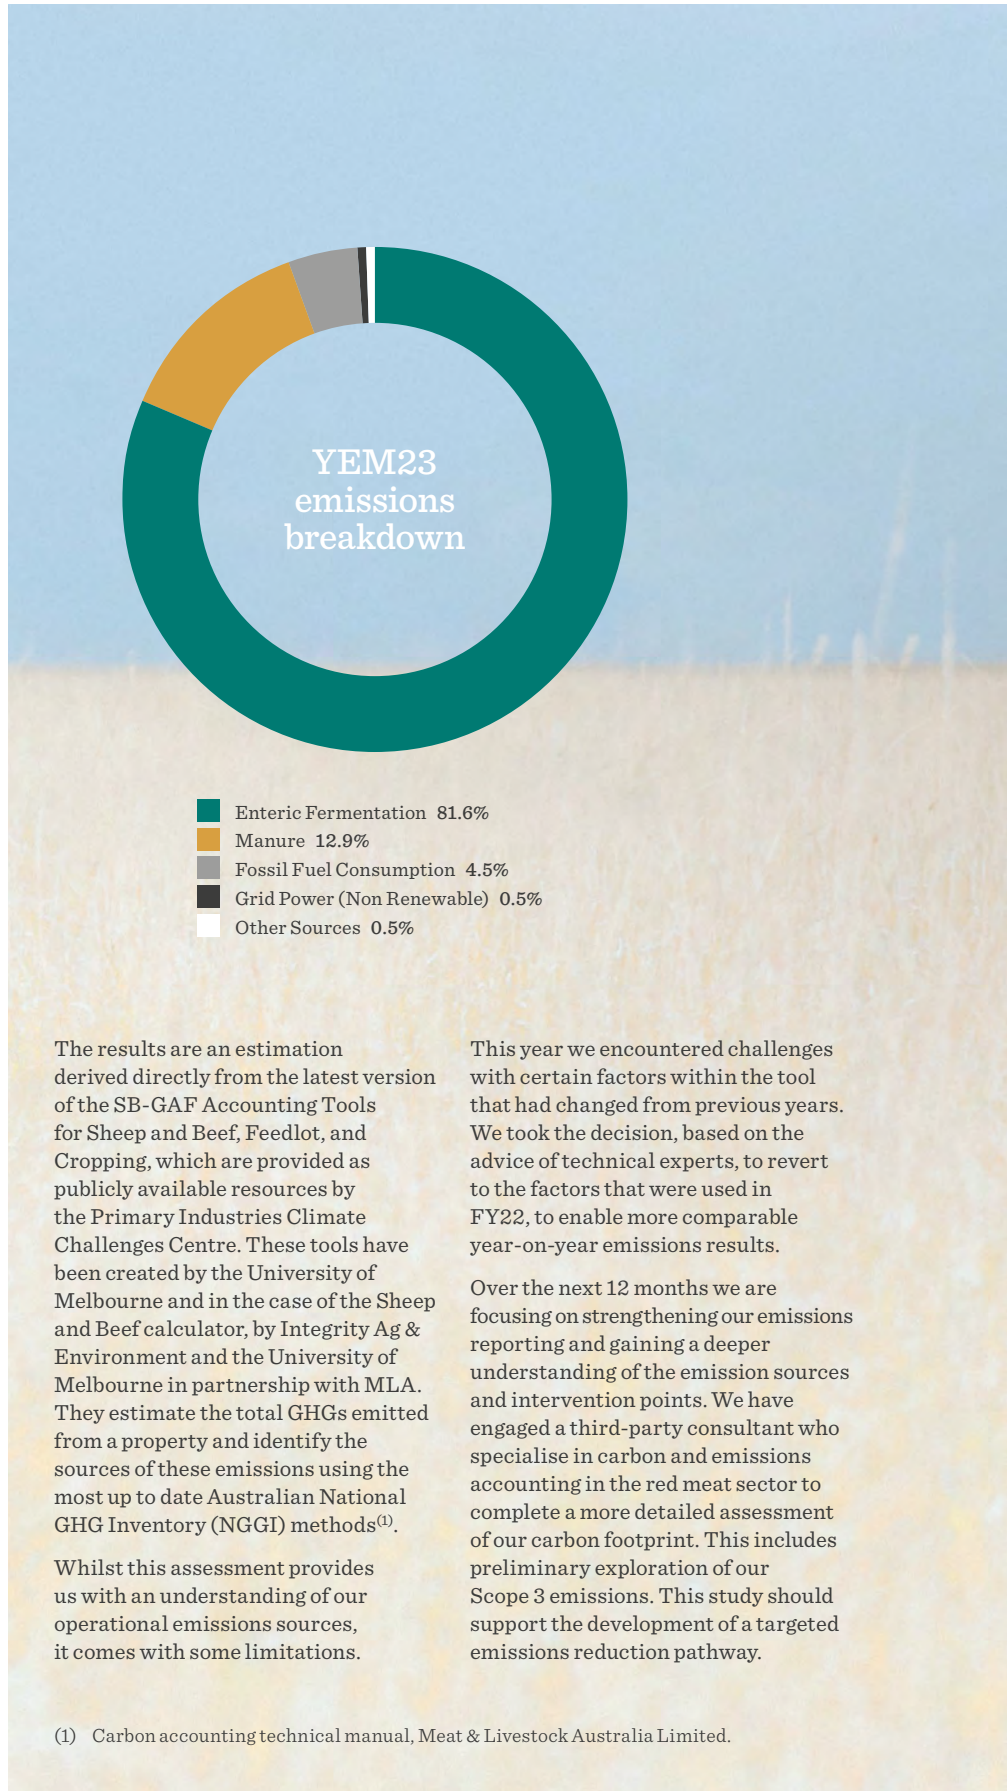 YEM23
emissions
breakdown
Enteric Fermentation 81.6%
Manure 12.9%
Fossil Fuel Consumption 4.5%
Grid Power (Non Renewable) 0.5%
Other Sources 0.5%
The results are an estimation
derived directly from the latest version
of the SB-GAF Accounting Tools
for Sheep and Beef, Feedlot, and
Cropping, which are provided as
publicly available resources by
the Primary Industries Climate
Challenges Centre. These tools have
been created by the University of
Melbourne and in the case of the Sheep
and Beef calculator, by Integrity Ag &
Environment and the University of
Melbourne in partnership with MLA.
They estimate the total GHGs emitted
from a property and identify the
sources of these emissions using the
most up to date Australian National
GHG Inventory (NGGI) methods(1).
Whilst this assessment provides
us with an understanding of our
operational emissions sources,
it comes with some limitations.
This year we encountered challenges
with certain factors within the tool
that had changed from previous years.
We took the decision, based on the
advice of technical experts, to revert
to the factors that were used in
FY22, to enable more comparable
year-on-year emissions results.
Over the next 12 months we are
focusing on strengthening our emissions
reporting and gaining a deeper
understanding of the emission sources
and intervention points. We have
engaged a third-party consultant who
specialise in carbon and emissions
accounting in the red meat sector to
complete a more detailed assessment
of our carbon footprint. This includes
preliminary exploration of our
Scope 3 emissions. This study should
support the development of a targeted
emissions reduction pathway.
(1) Carbon accounting technical manual, Meat & Livestock Australia Limited.